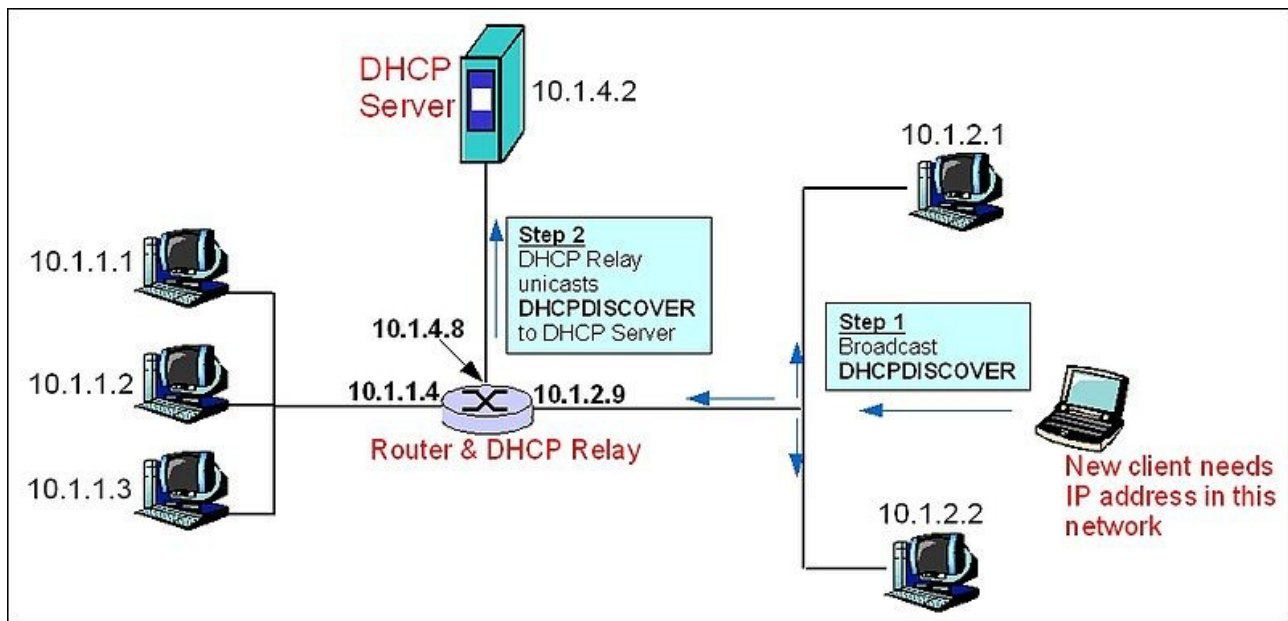 DHCP
Server
10.1.4.2
10.1.2.1
10.1.1.1
Step 2
DHCP Relay
unicasts
DHCPDISCOVER
to DHCP Server
Step 1
Broadcast
DHCPDISCOVER
10.1.4.8
10.1.1.2
10.1.1.4
10.1.2.9
Router & DHCP Relay
New client needs
IP address in this
network
10.1.1.3
10.1.2.2